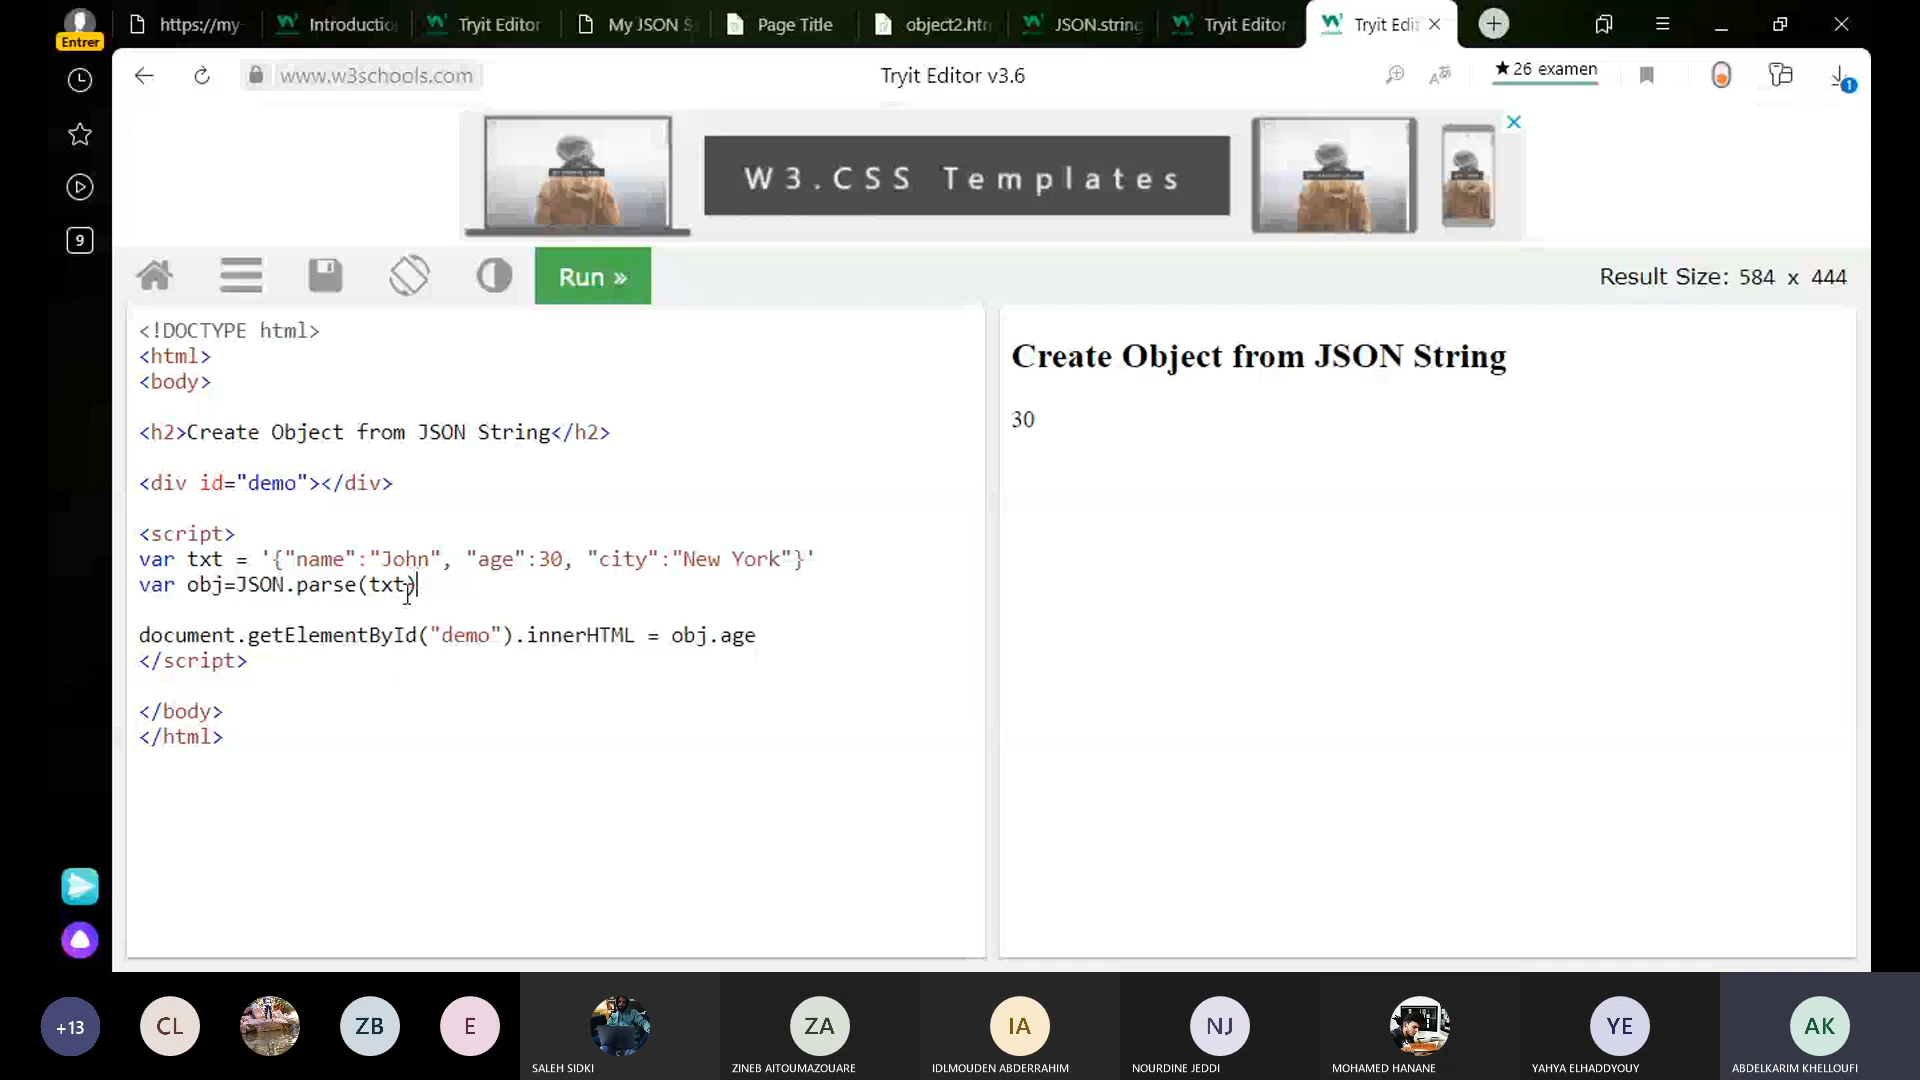 https://my
Introductio
Tryit Editor
My JSON S
Page Title
object2.htm
JSON.string
Tryit Editor
Tryit Edi
Entrer
www.w3schools.com
Tryit Editor v3.6
★26 examen
1
9
W3.CSS Templates
Run »
Result Size: 584 x 444
<!DOCTYPE html>
<html>
<body>
<h2>Create Object from JSON String</h2>
<div id="demo"></div>
<script>
var txt = '{"name":"John", "age":30, "city":"New York"}'
var obj=JSON.parse(txt)
document.getElementById("demo").innerHTML = obj.age
</script>
</body>
</html>
Create Object from JSON String
30
+13
CL
ZB
E
ZA
IA
NJ
YE
AK
SALEH SIDKI
ZINEB AITOUMAZOUARE
IDLMOUDEN ABDERRAHIM
NOURDINE JEDDI
MOHAMED HANANE
YAHYA ELHADDYOUY
ABDELKARIM KHELLOUFI